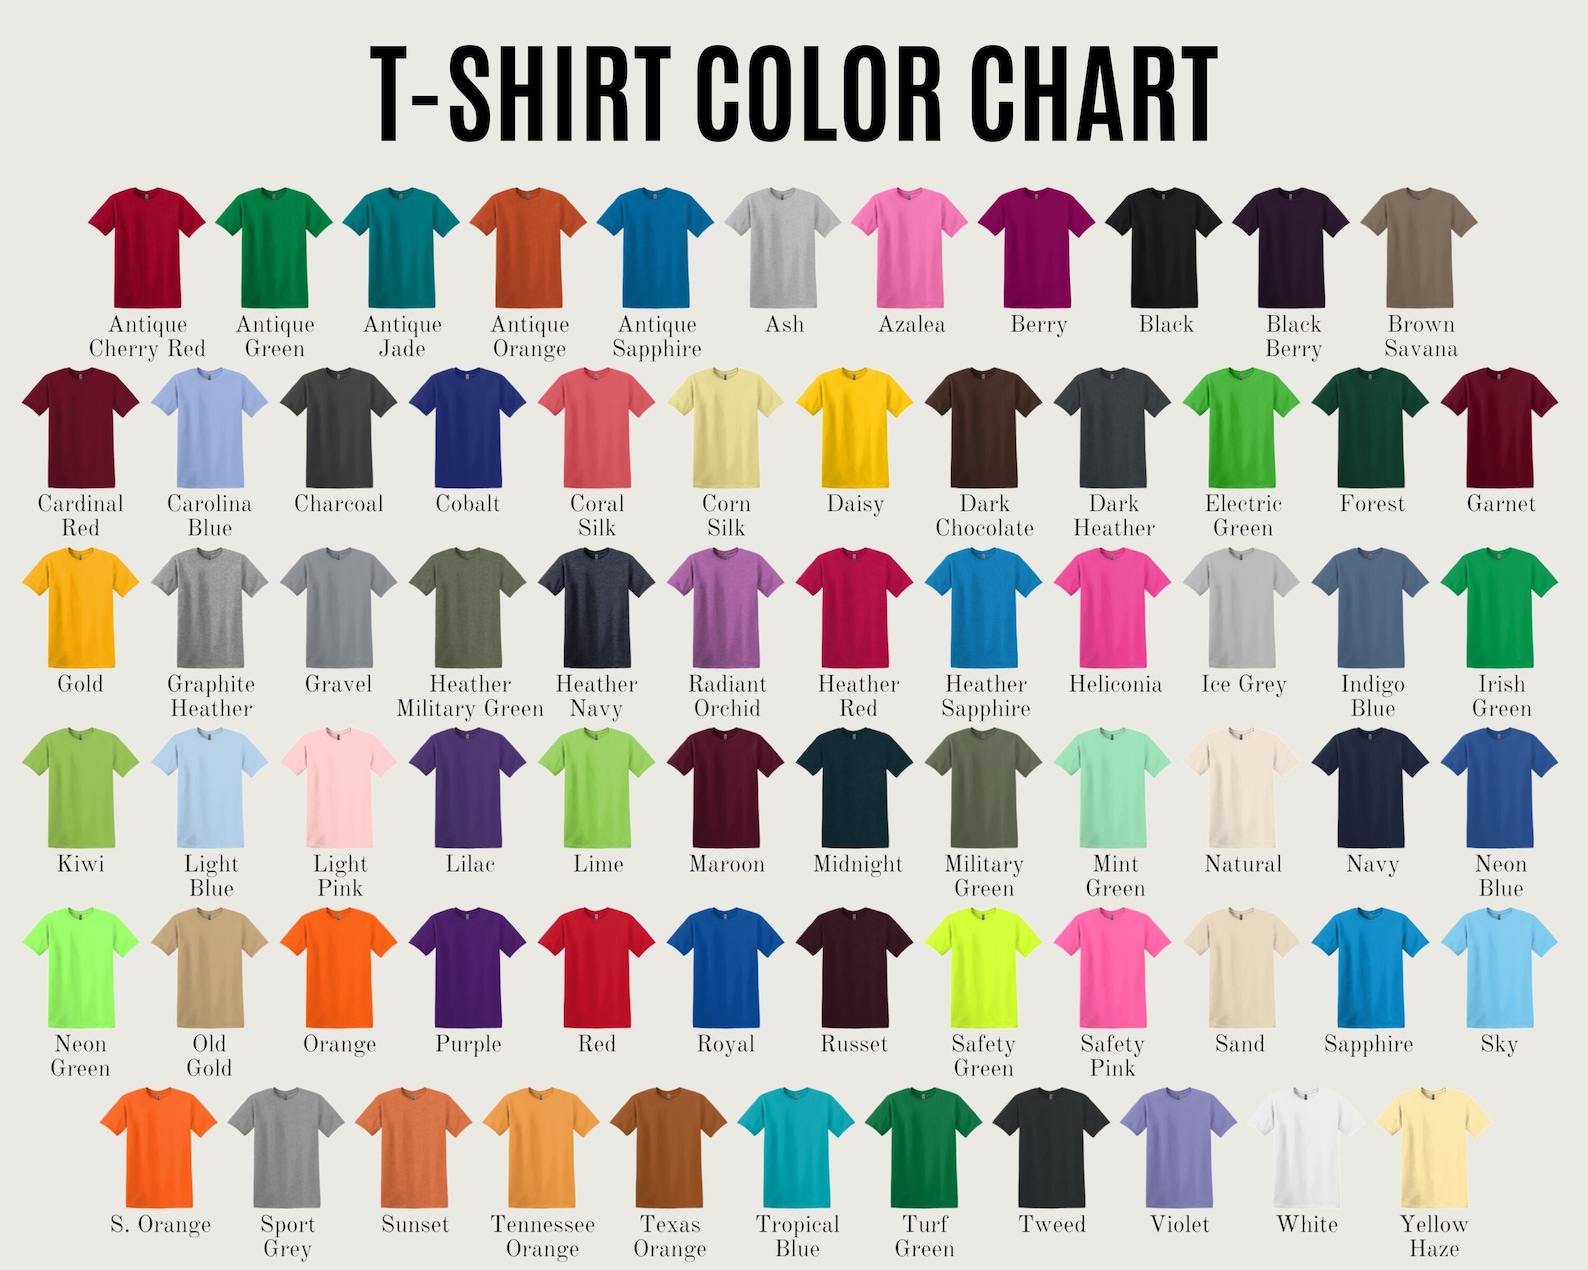 T-SHIRT COLOR CHART
Antique
Cherry Red
Antique
Green
Antique
Jade
Antique
Orange
Antique
Sapphire
Ash
Azalea
Berry
Black
Black
Berry
Brown
Savana
Cardinal
Red
Carolina
Blue
Charcoal
Cobalt
Coral
Silk
Corn
Silk
Daisy
Dark
Chocolate
Dark
Heather
Electric
Green
Forest
Garnet
Gold
Graphite
Heather
Gravel
Heather
Military Green
Heather
Navy
Radiant
Orchid
Heather
Red
Heather
Sapphire
Heliconia
Ice Grey
Indigo
Blue
Irish
Green
Kiwi
Light
Blue
Light
Pink
Lilac
Lime
Maroon
Midnight
Military
Green
Mint
Green
Natural
Navy
Neon
Blue
Neon
Green
Old
Gold
Orange
Purple
Red
Royal
Russet
Safety
Green
Safety
Pink
Sand
Sapphire
Sky
S. Orange
Sport
Grey
Sunset
Tennessee
Orange
Texas
Orange
Tropical
Blue
Turf
Green
Tweed
Violet
White
Yellow
Haze